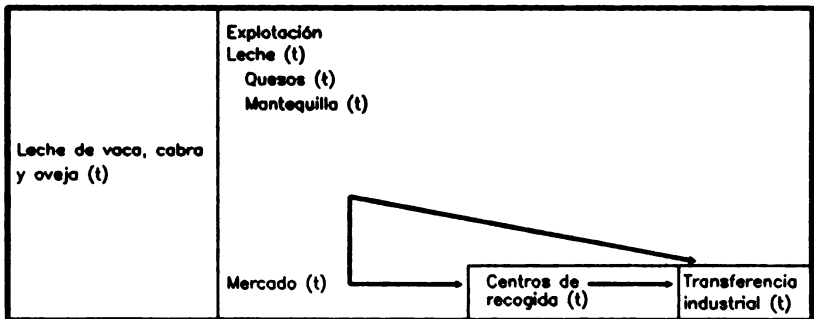 Leche de vaca, cabra
y oveja (t)
Explotación
Leche (t)
Quesos (t)
Mantequilla (t)
Mercado (t)
Centros de
recogida (t)
Transferencia
industrial (t)